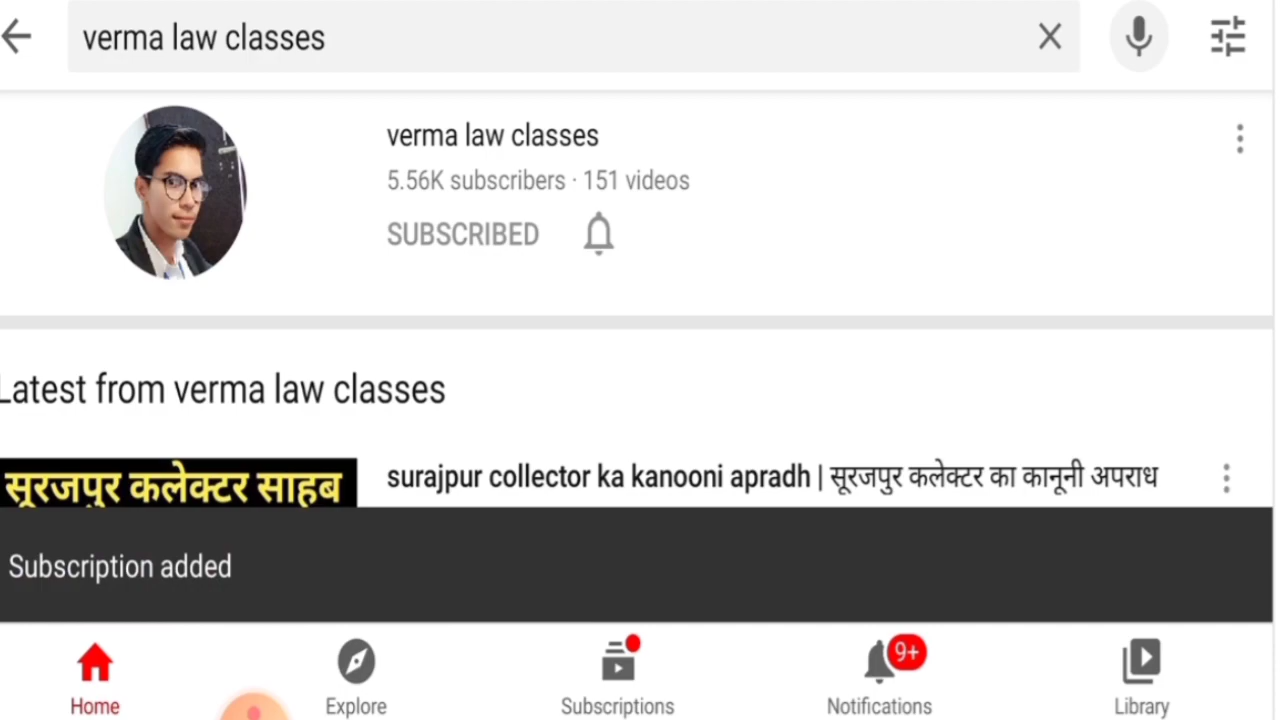 verma law classes
verma law classes
5.56K subscribers · 151 videos
SUBSCRIBED
Latest from verma law classes
सूरजपुर कलेक्टर साहब
surajpur collector ka kanooni apradh | सूरजपुर कलेक्टर का कानूनी अपराध
Subscription added
9+
Home Explore Subscriptions Notifications Library